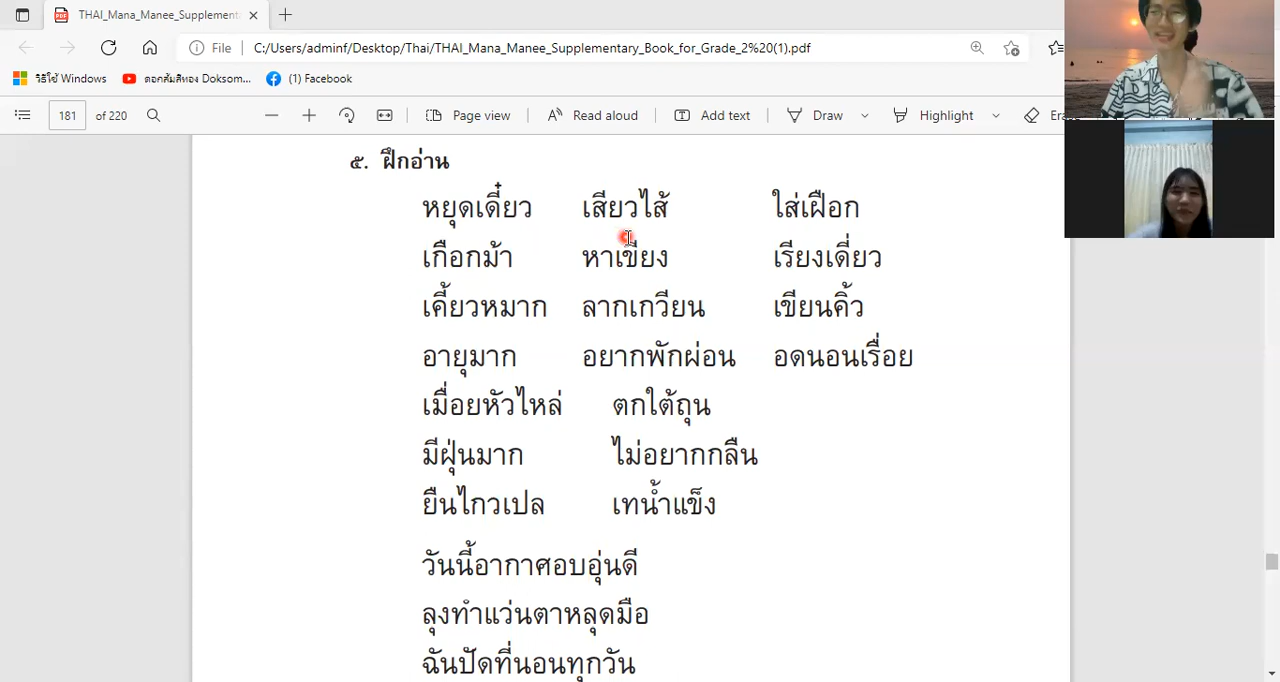 THAI_Mana_Manee_Supplementa
File C:/Users/adminf/Desktop/Thai/THAI_Mana_Manee_Supplementary_Book_for_Grade_2%20(1).pdf
วิธีใช้ Windows ดอกส้มสีทอง Doksom... (1) Facebook
181 of 220 Page view Read aloud Add text Draw Highlight Era
๕. ฝึกอ่าน
หยุดเดี๋ยว เสียวไส้ ใส่เฝือก
เกือกม้า หาเขียง เรียงเดี่ยว
เคี้ยวหมาก ลากเกวียน เขียนคิ้ว
อายุมาก อยากพักผ่อน อดนอนเรื่อย
เมื่อยหัวไหล่ ตกใต้ถุน
มีฝุ่นมาก ไม่อยากกลืน
ยืนไกวเปล เทน้ำแข็ง
วันนี้อากาศอบอุ่นดี
ลุงทำแว่นตาหลุดมือ
ฉันปัดที่นอนทุกวัน